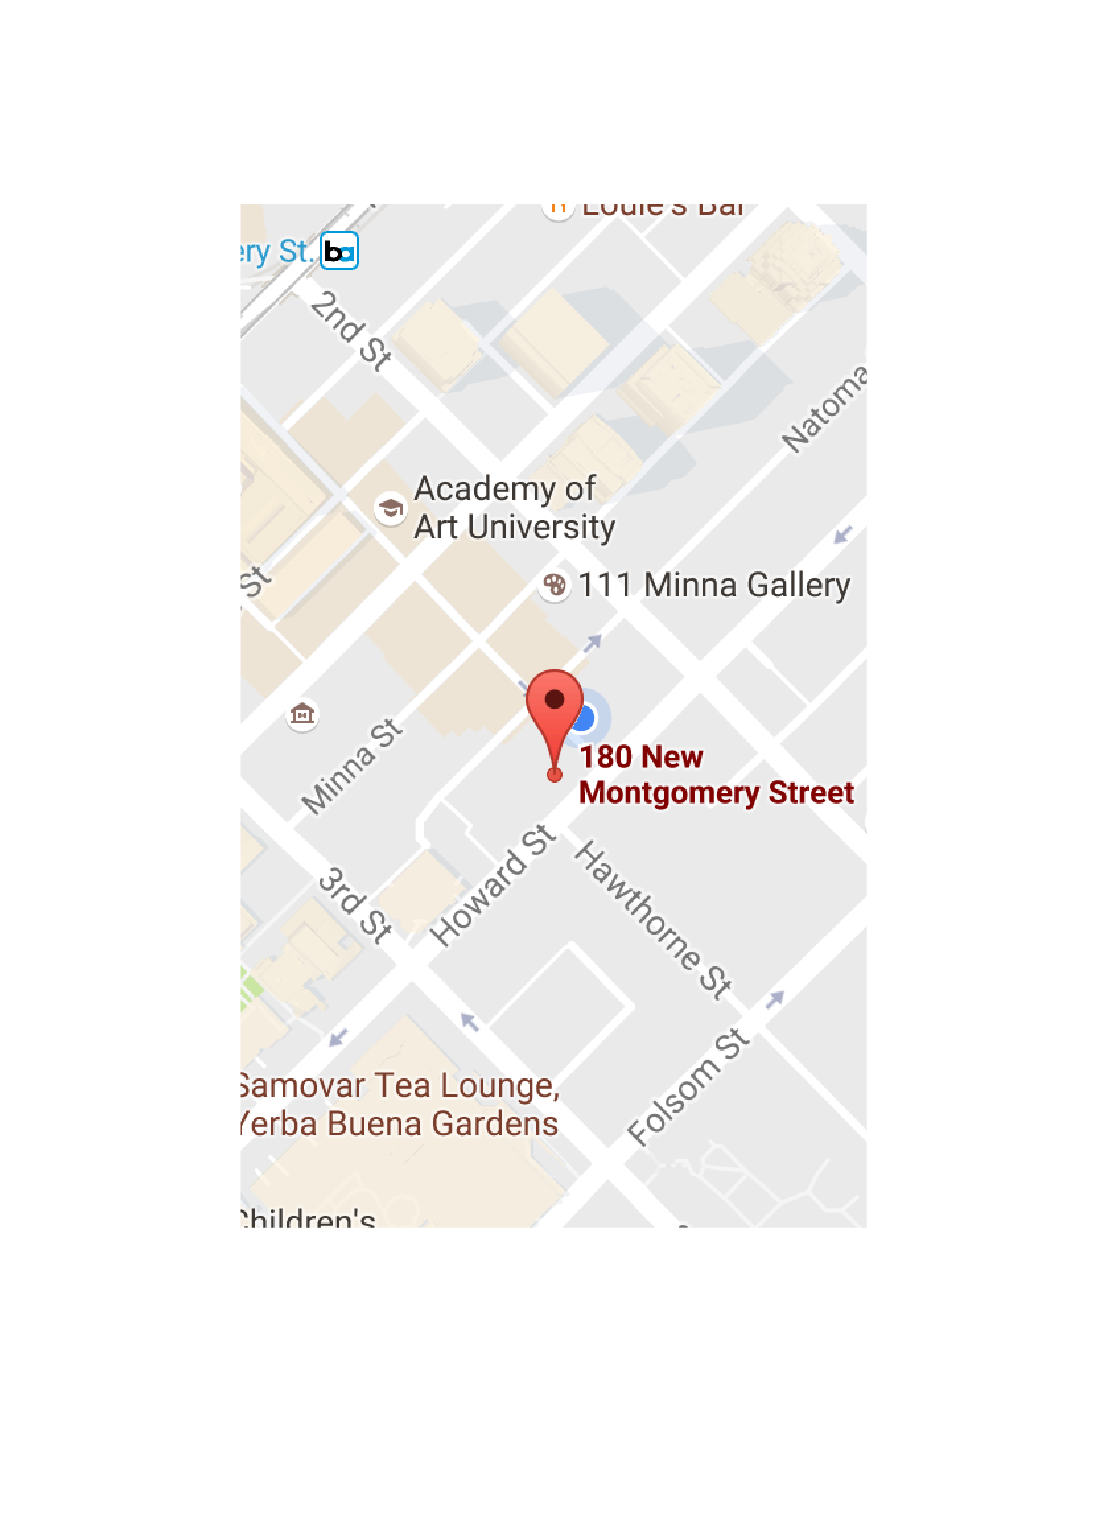 Louie's Bar
ery St.
ba
2nd St
Natoma
Academy of
Art University
St
111 Minna Gallery
Minna St
180 New
Montgomery Street
Howard St
Hawthorne St
3rd St
Folsom St
Samovar Tea Lounge,
Yerba Buena Gardens
Children's